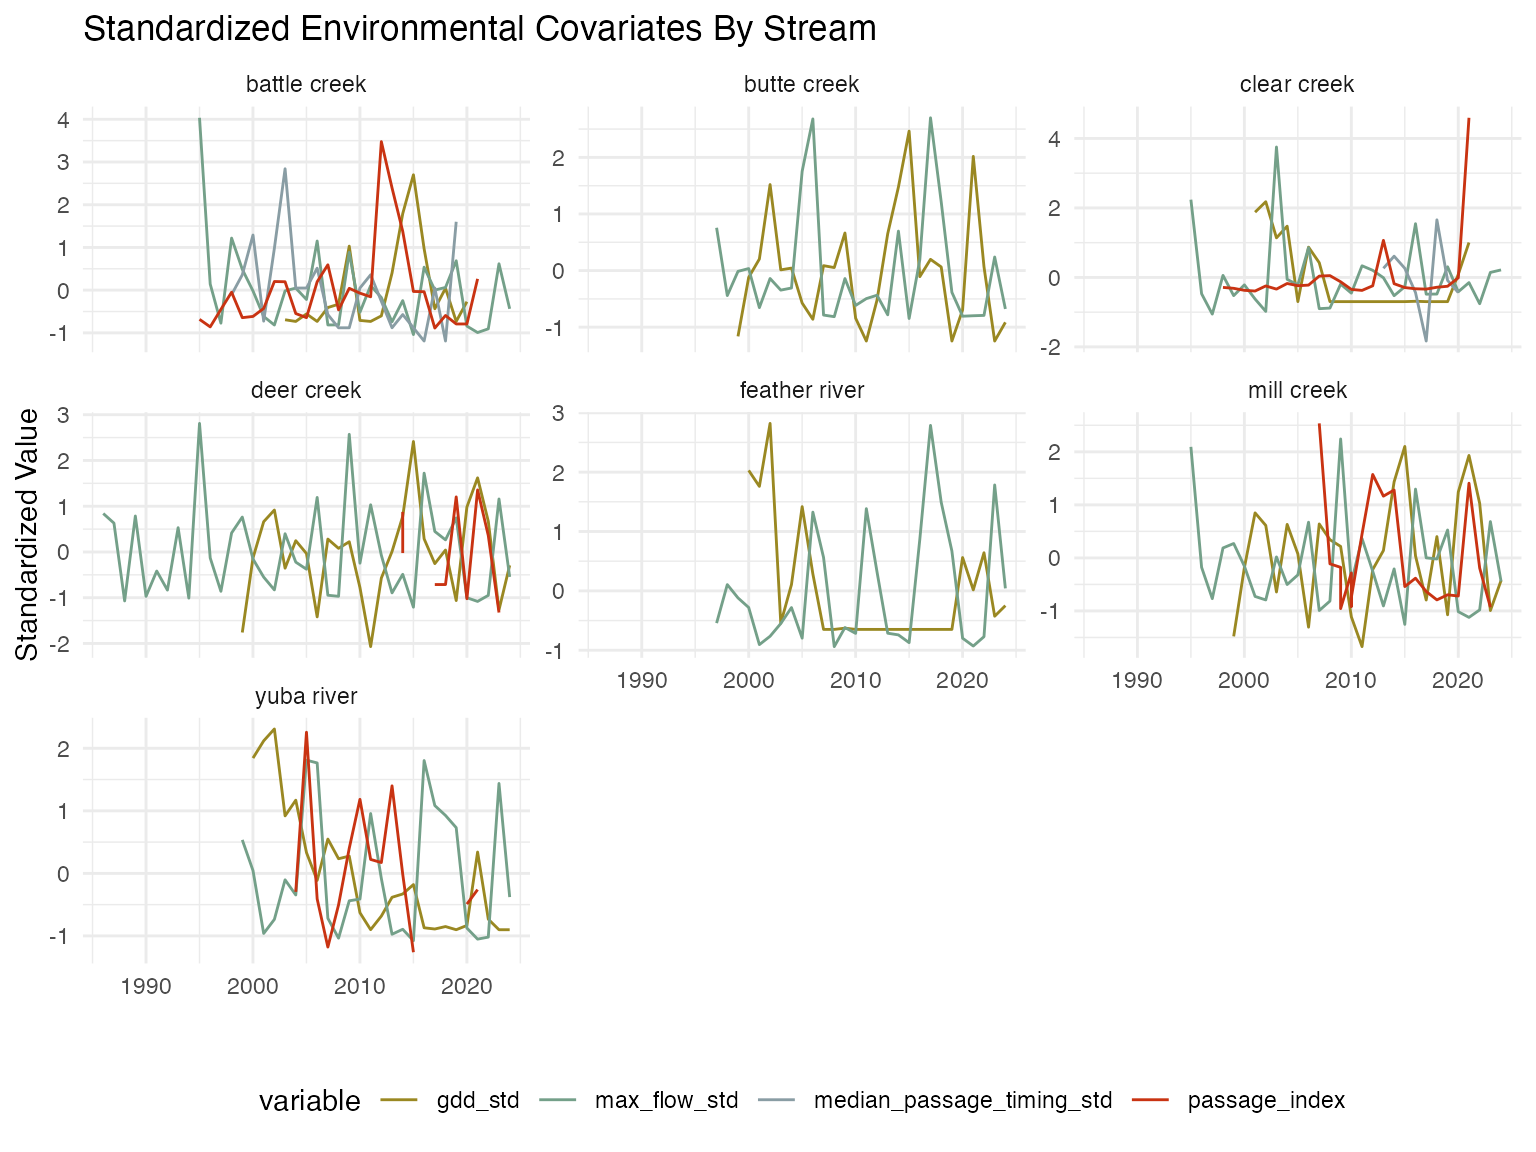 Standardized Environmental Covariates By Stream
battle creek
butte creek
clear creek
4
3
2
1
0
-1
2
1
0
-1
4
2
0
-2
Standardized Value
deer creek
feather river
mill creek
3
2
1
0
-1
-2
3
2
1
0
-1
2
1
0
-1
1990 2000 2010 2020
1990 2000 2010 2020
yuba river
2
1
0
-1
1990 2000 2010 2020
variable gdd_std max_flow_std median_passage_timing_std passage_index